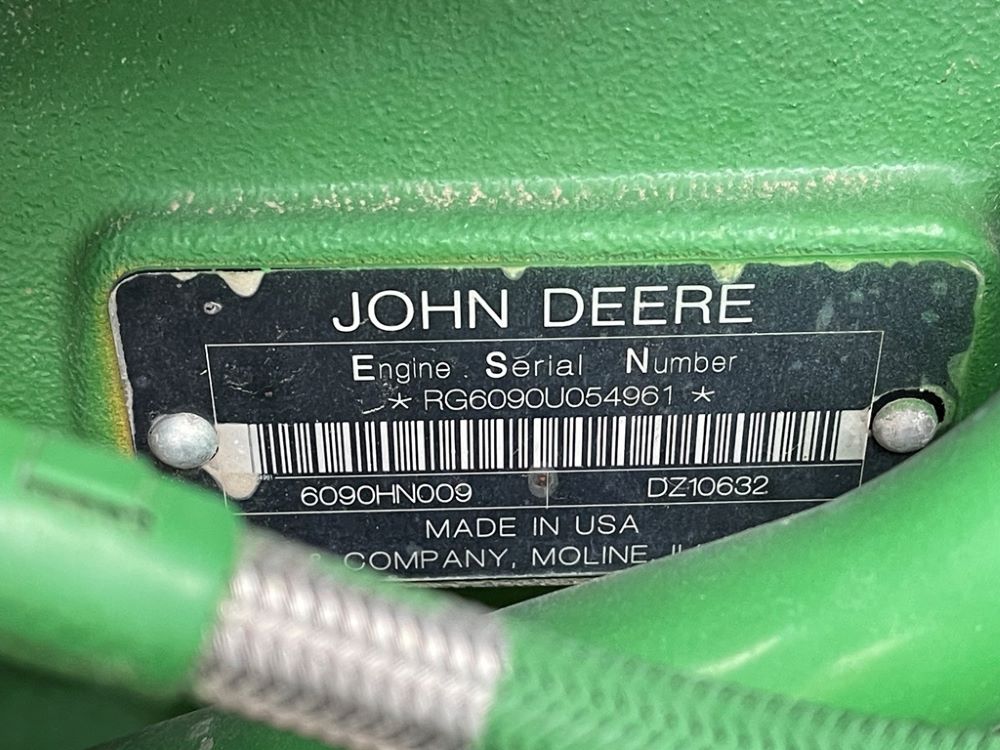 JOHN DEERE
Engine Serial Number
* RG6090U054961 *
6090HN009 DZ10632
MADE IN USA
& COMPANY, MOLINE